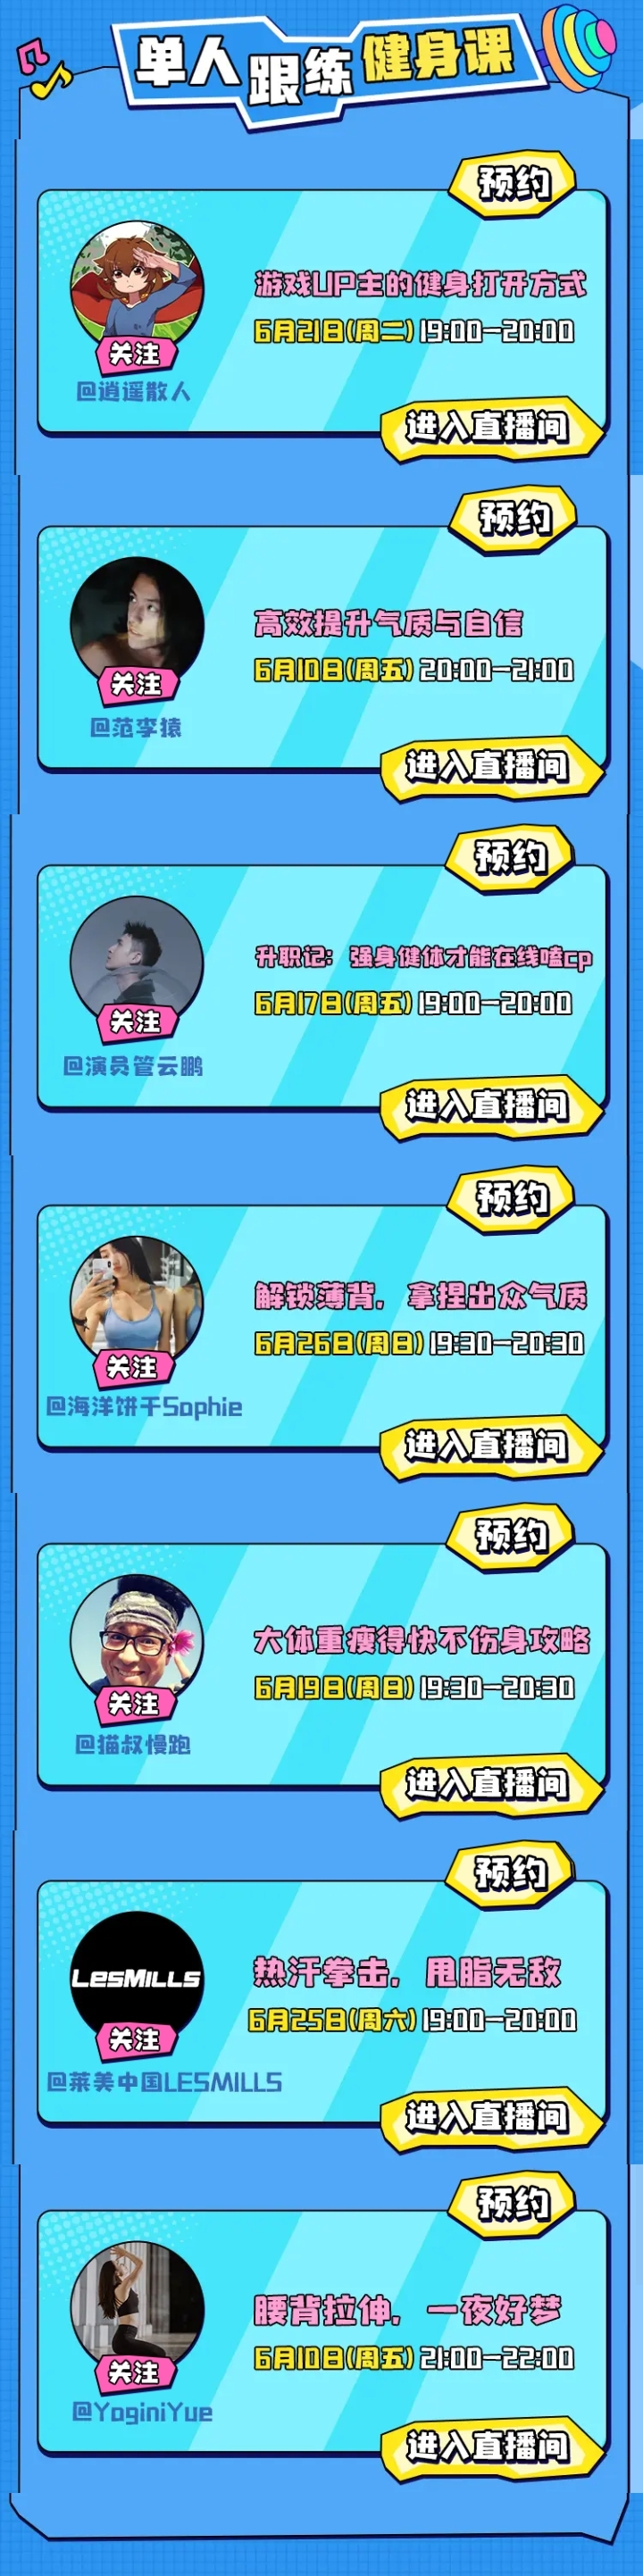 单人跟练健身课
预约
游戏UP主的健身打开方式
6月21日(周二) 19:00-20:00
关注
@逍遥散人
进入直播间
预约
高效提升气质与自信
6月10日(周五) 20:00-21:00
关注
@范李猿
进入直播间
预约
升职记：强身健体才能在线嗑cp
6月17日(周五) 19:00-20:00
关注
@演员管云鹏
进入直播间
预约
解锁薄背，拿捏出众气质
6月26日(周日) 19:30-20:30
关注
@海洋饼干Sophie
进入直播间
预约
大体重瘦得快不伤身攻略
6月19日(周日) 19:30-20:30
关注
@猫叔慢跑
进入直播间
预约
LESMILLS
热汗拳击，甩脂无敌
6月25日(周六) 19:00-20:00
关注
@莱美中国LESMILLS
进入直播间
预约
腰背拉伸，一夜好梦
6月10日(周五) 21:00-22:00
关注
@YoginiYue
进入直播间